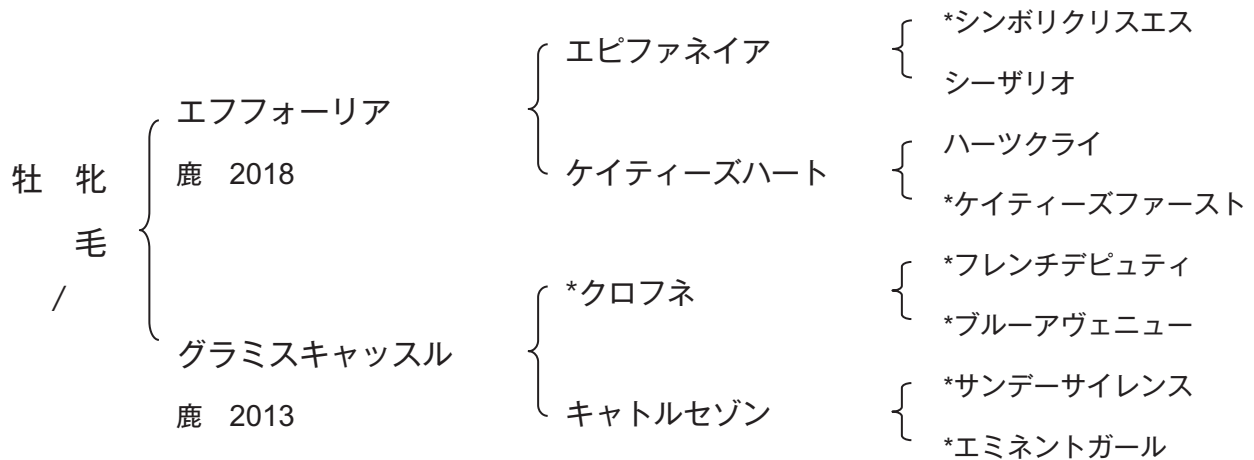 牡 牝
毛
/
エフフォーリア
鹿 2018
グラミスキャッスル
鹿 2013
エピファネイア
ケイティーズハート
*クロフネ
キャトルセゾン
*シンボリクリスエス
シーザリオ
ハーツクライ
*ケイティーズファースト
*フレンチデピュティ
*ブルーアヴェニュー
*サンデーサイレンス
*エミネントガール